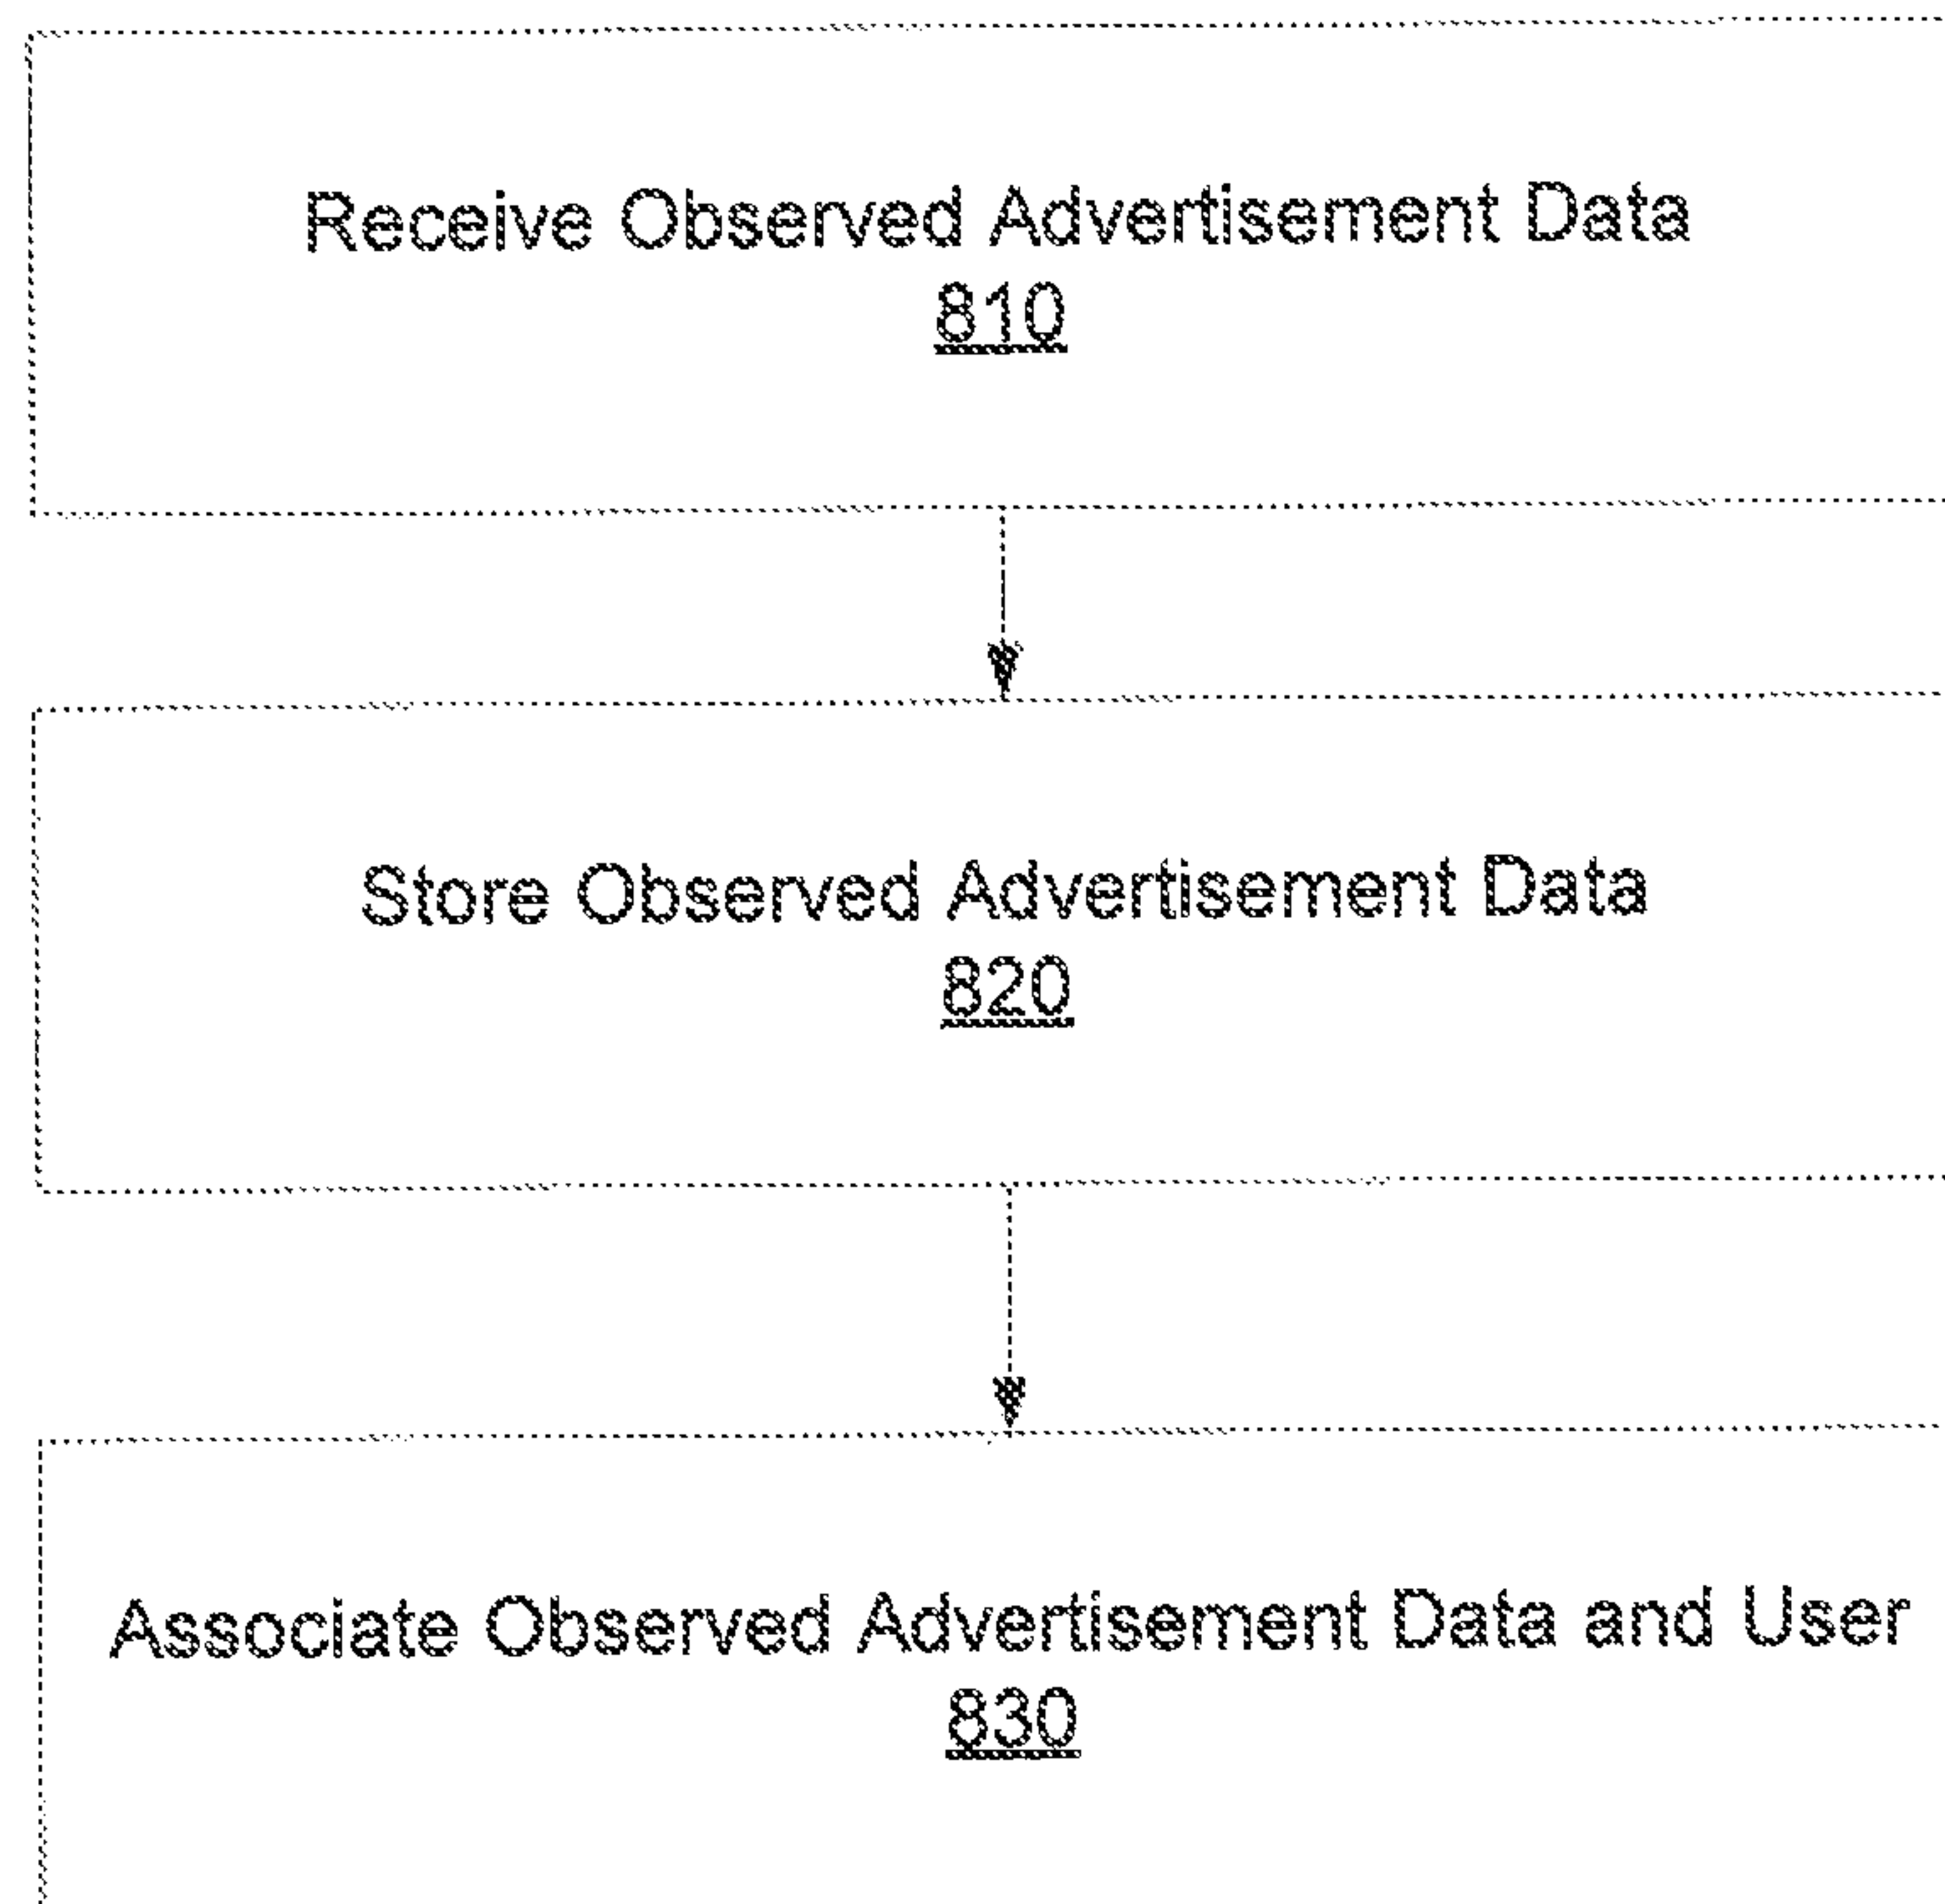 Receive Observed Advertisement Data
810
Store Observed Advertisement Data
820
Associate Observed Advertisement Data and User
830